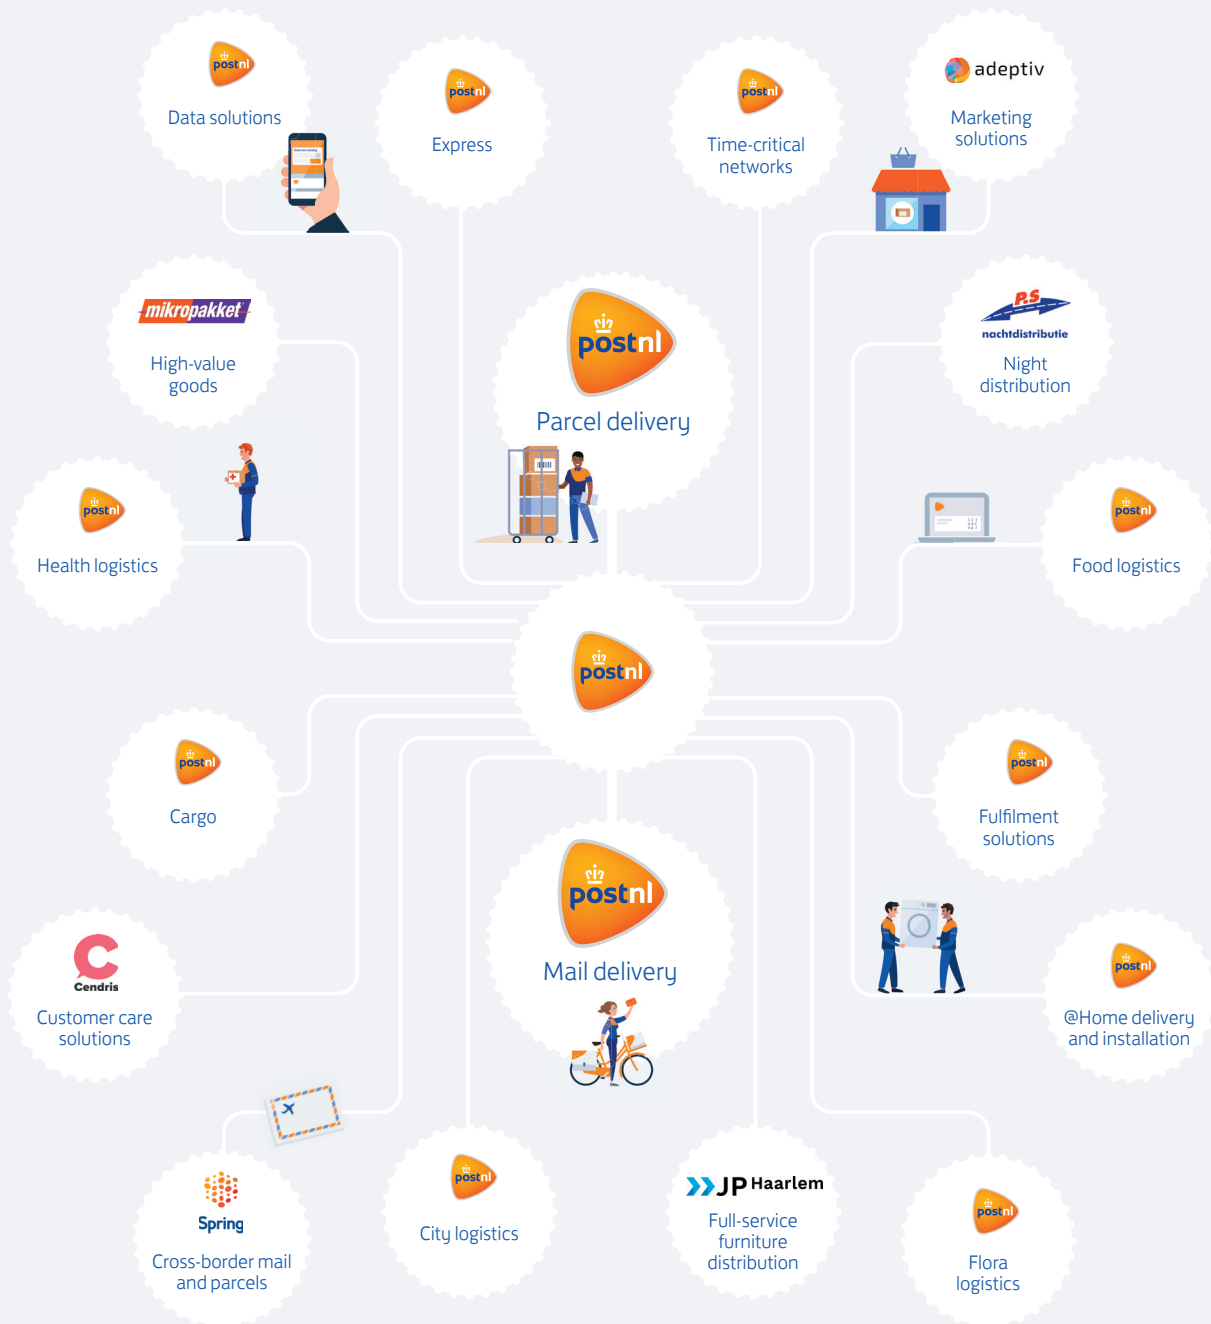 postnl
Data solutions
postnl
Express
postnl
Time-critical
networks
adeptiv
Marketing
solutions
mikropakket
High-value
goods
postnl
Parcel delivery
P.S
nachtdistributie
Night
distribution
postnl
Health logistics
postnl
Food logistics
postnl
postnl
Cargo
postnl
Fulfilment
solutions
postnl
Mail delivery
Cendris
Customer care
solutions
postnl
@Home delivery
and installation
Spring
Cross-border mail
and parcels
postnl
City logistics
JP Haarlem
Full-service
furniture
distribution
postnl
Flora
logistics